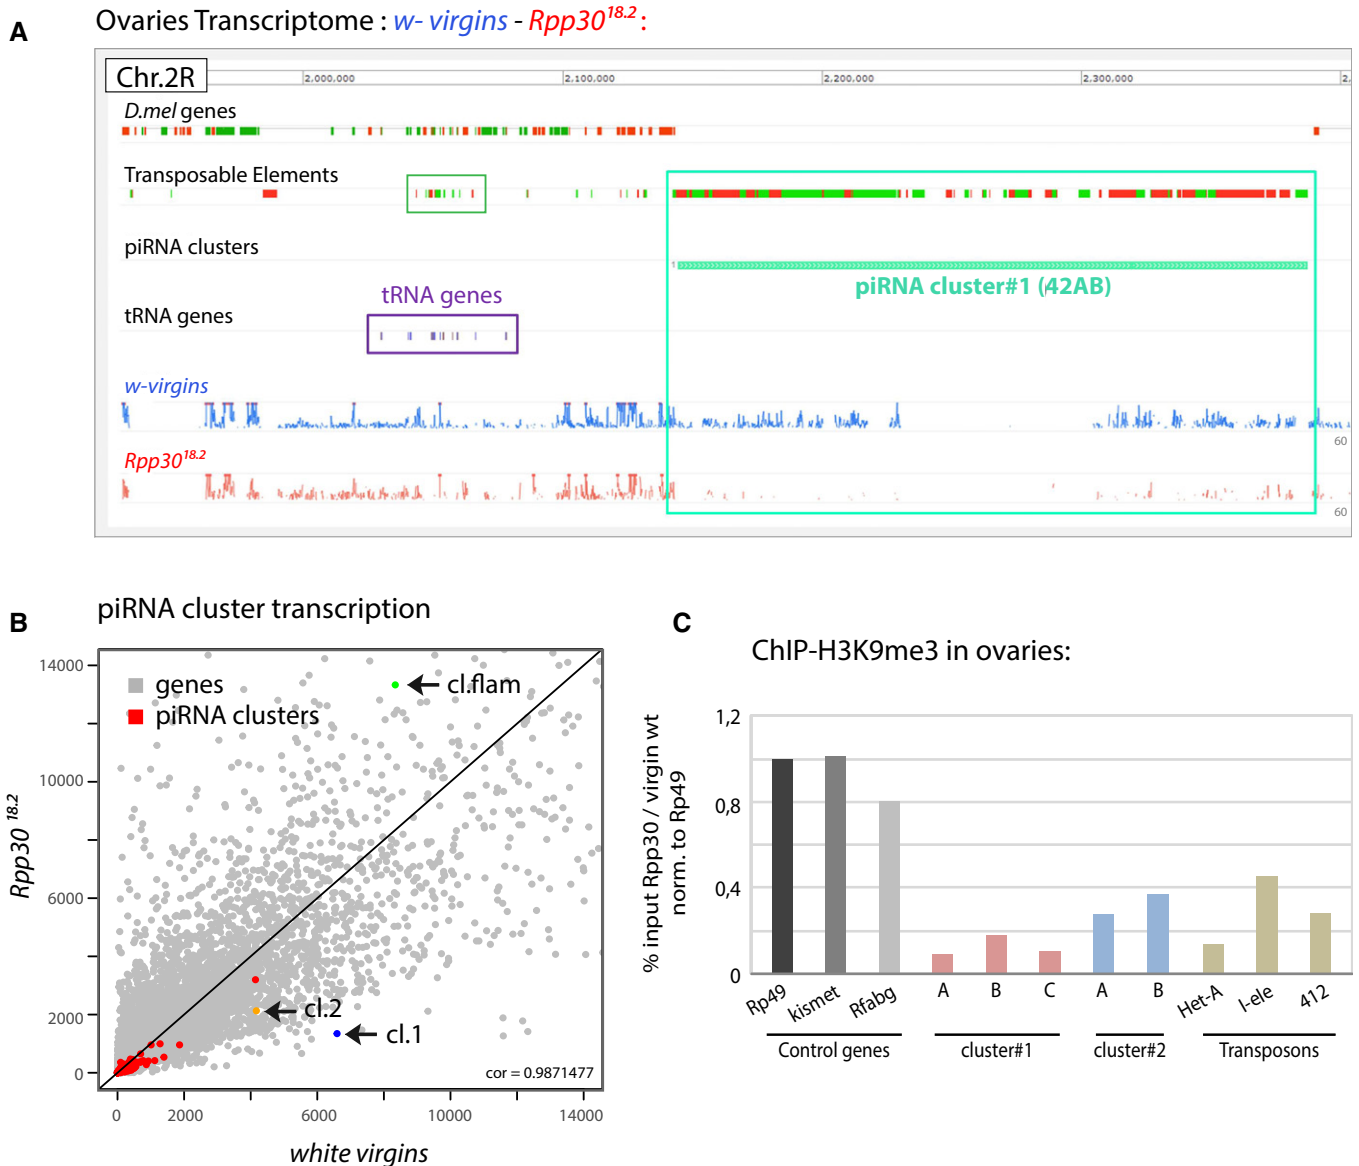 A
Ovaries Transcriptome : w- virgins - Rpp30 18.2 :
Chr.2R
2,000,000
2,100,000
2,200,000
2,300,000
2,
D.mel genes
Transposable Elements
piRNA clusters
1
piRNA cluster#1 (42AB)
tRNA genes
tRNA genes
w-virgins
60
Rpp30 18.2
60
B
piRNA cluster transcription
14000
10000
6000
2000
0
Rpp30 18.2
genes
piRNA clusters
cl.flam
cl.2
cl.1
cor = 0.9871477
0
2000
6000
10000
14000
white virgins
C
ChIP-H3K9me3 in ovaries:
% input Rpp30 / virgin wt
norm. to Rp49
1,2
0,8
0,4
0
Rp49
kismet
Rfabg
A
B
C
A
B
Het-A
I-ele
412
Control genes
cluster#1
cluster#2
Transposons